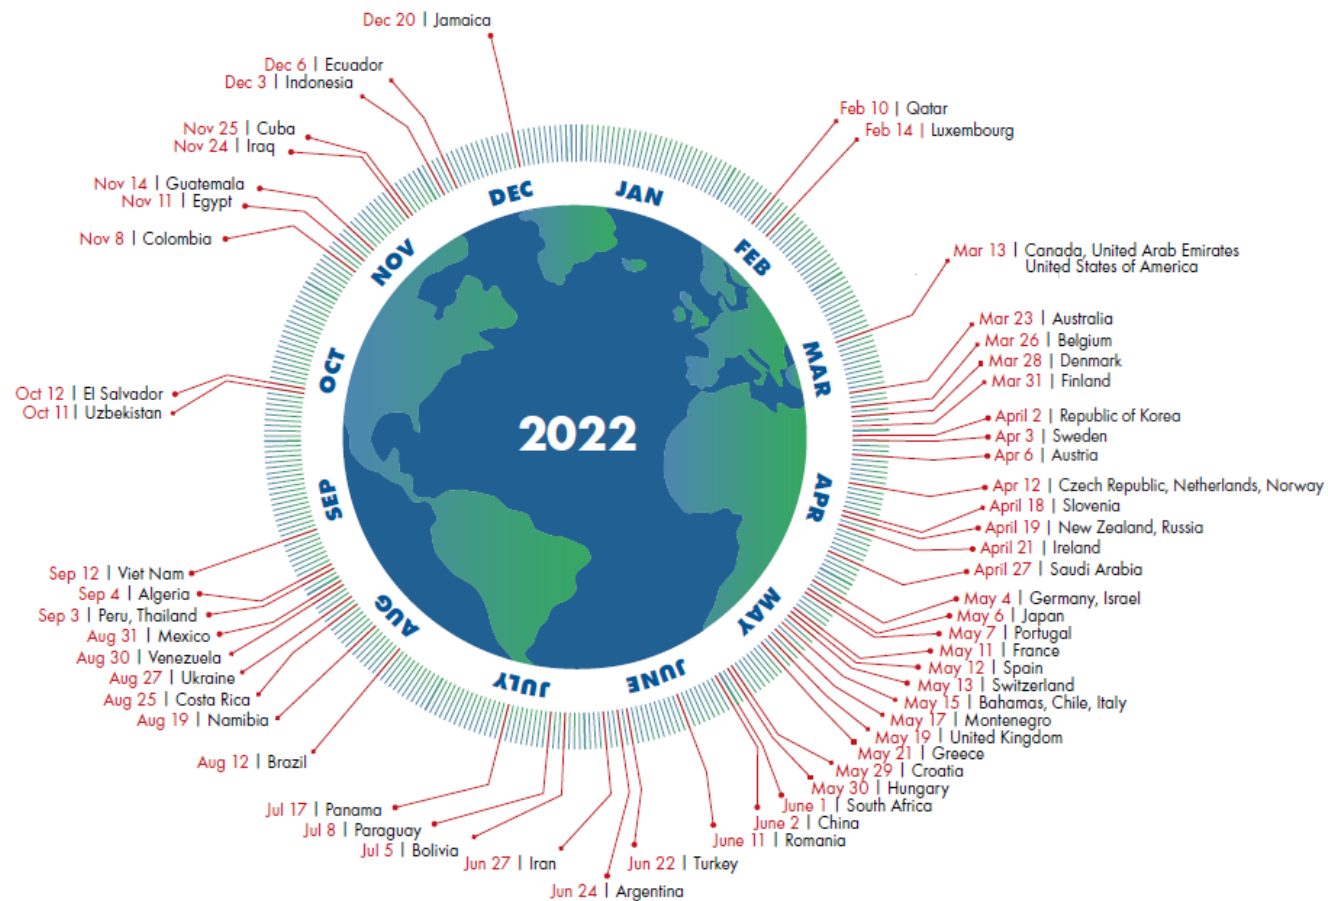 Dec 20 | Jamaica
Dec 6 | Ecuador
Dec 3 | Indonesia
Nov 25 | Cuba
Nov 24 | Iraq
Nov 14 | Guatemala
Nov 11 | Egypt
Nov 8 | Colombia
Oct 12 | El Salvador
Oct 11 | Uzbekistan
Sep 12 | Viet Nam
Sep 4 | Algeria
Sep 3 | Peru, Thailand
Aug 31 | Mexico
Aug 30 | Venezuela
Aug 27 | Ukraine
Aug 25 | Costa Rica
Aug 19 | Namibia
Aug 12 | Brazil
Jul 17 | Panama
Jul 8 | Paraguay
Jul 5 | Bolivia
Jun 27 | Iran
Jun 24 | Argentina
Jun 22 | Turkey
Feb 10 | Qatar
Feb 14 | Luxembourg
Mar 13 | Canada, United Arab Emirates
United States of America
Mar 23 | Australia
Mar 26 | Belgium
Mar 28 | Denmark
Mar 31 | Finland
April 2 | Republic of Korea
Apr 3 | Sweden
Apr 6 | Austria
Apr 12 | Czech Republic, Netherlands, Norway
April 18 | Slovenia
April 19 | New Zealand, Russia
April 21 | Ireland
April 27 | Saudi Arabia
May 4 | Germany, Israel
May 6 | Japan
May 7 | Portugal
May 11 | France
May 12 | Spain
May 13 | Switzerland
May 15 | Bahamas, Chile, Italy
May 17 | Montenegro
May 19 | United Kingdom
May 21 | Greece
May 29 | Croatia
May 30 | Hungary
June 1 | South Africa
June 2 | China
June 11 | Romania
JAN
FEB
MAR
APR
MAY
JUNE
JULY
AUG
SEP
OCT
NOV
DEC
2022